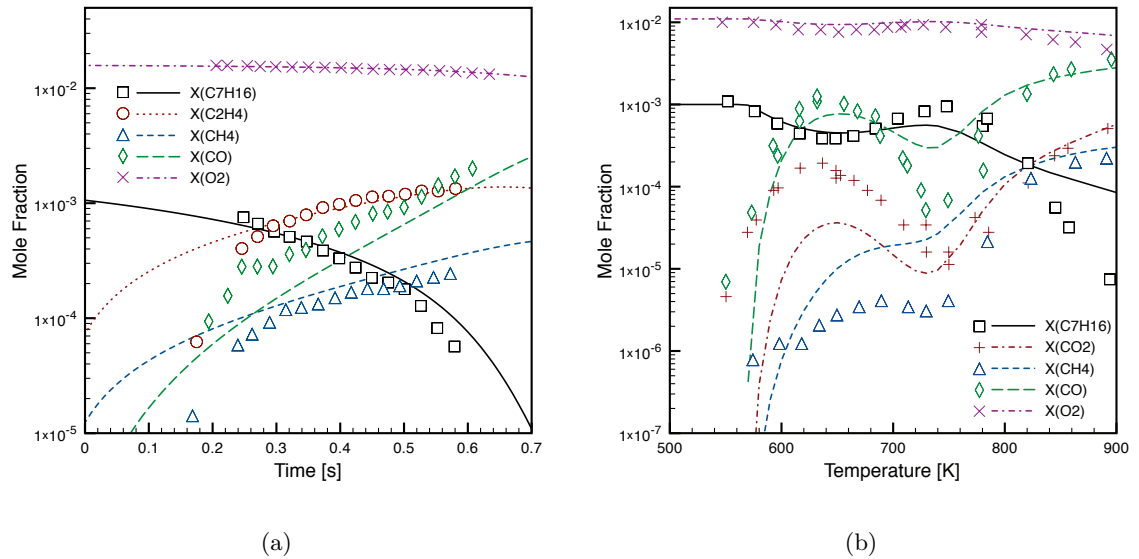 1×10⁻²
1×10⁻³
1×10⁻⁴
1×10⁻⁵
Mole Fraction
X(C7H16)
X(C2H4)
X(CH4)
X(CO)
X(O2)
0 0.1 0.2 0.3 0.4 0.5 0.6 0.7
Time [s]
(a)
1×10⁻²
1×10⁻³
1×10⁻⁴
1×10⁻⁵
1×10⁻⁶
1×10⁻⁷
Mole Fraction
X(C7H16)
X(CO2)
X(CH4)
X(CO)
X(O2)
500 600 700 800 900
Temperature [K]
(b)